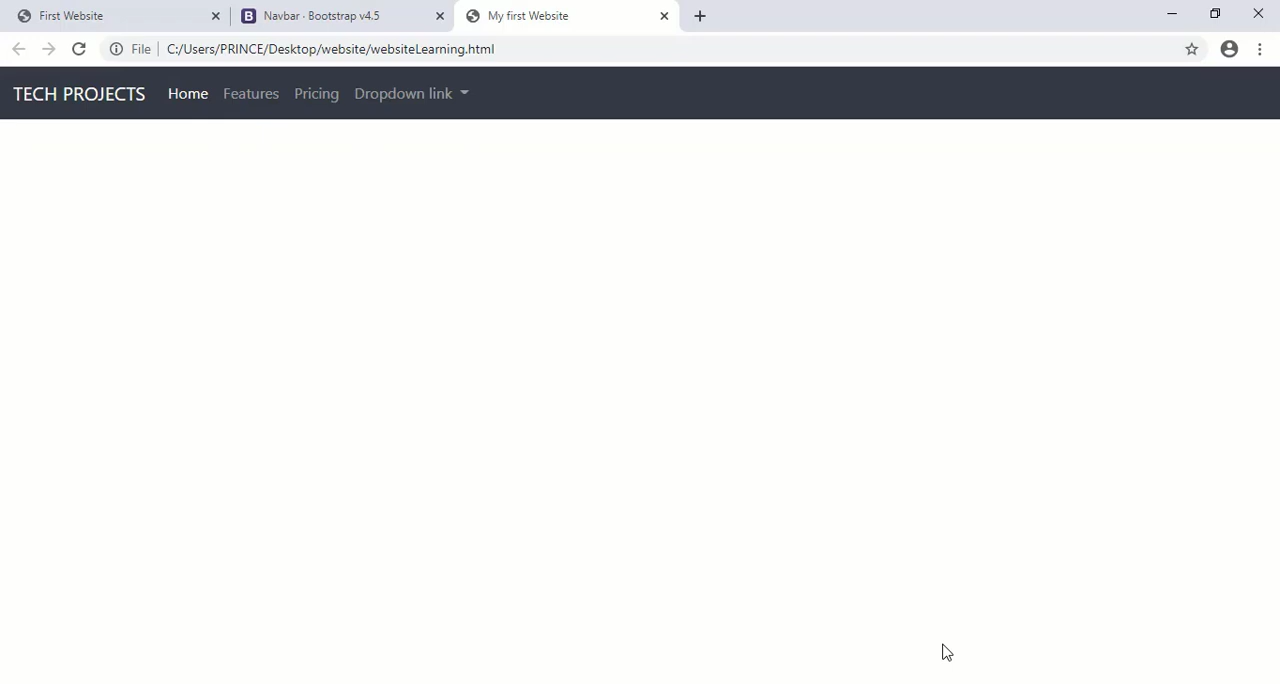 First Website
B Navbar · Bootstrap v4.5
My first Website
File C:/Users/PRINCE/Desktop/website/websiteLearning.html
TECH PROJECTS Home Features Pricing Dropdown link